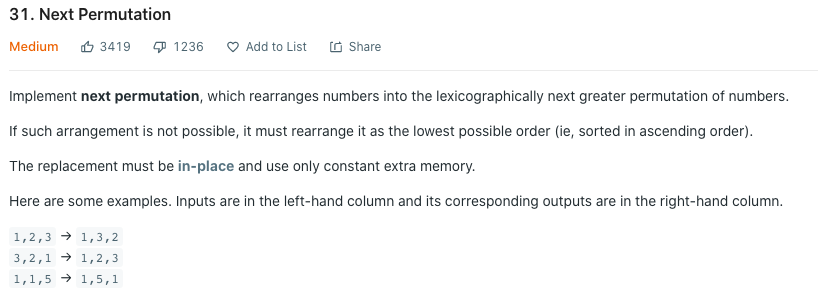 31. Next Permutation
Medium 3419 1236 Add to List Share
Implement next permutation, which rearranges numbers into the lexicographically next greater permutation of numbers.
If such arrangement is not possible, it must rearrange it as the lowest possible order (ie, sorted in ascending order).
The replacement must be in-place and use only constant extra memory.
Here are some examples. Inputs are in the left-hand column and its corresponding outputs are in the right-hand column.
1,2,3 → 1,3,2
3,2,1 → 1,2,3
1,1,5 → 1,5,1